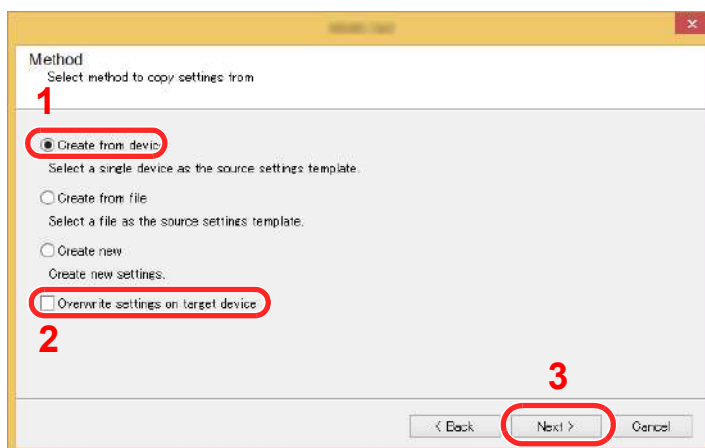 Method
Select method to copy settings from
1
Create from device
Select a single device as the source settings template.
Create from file
Select a file as the source settings template.
Create new
Create new settings.
Overwrite settings on target device
2
3
< Back Next > Cancel